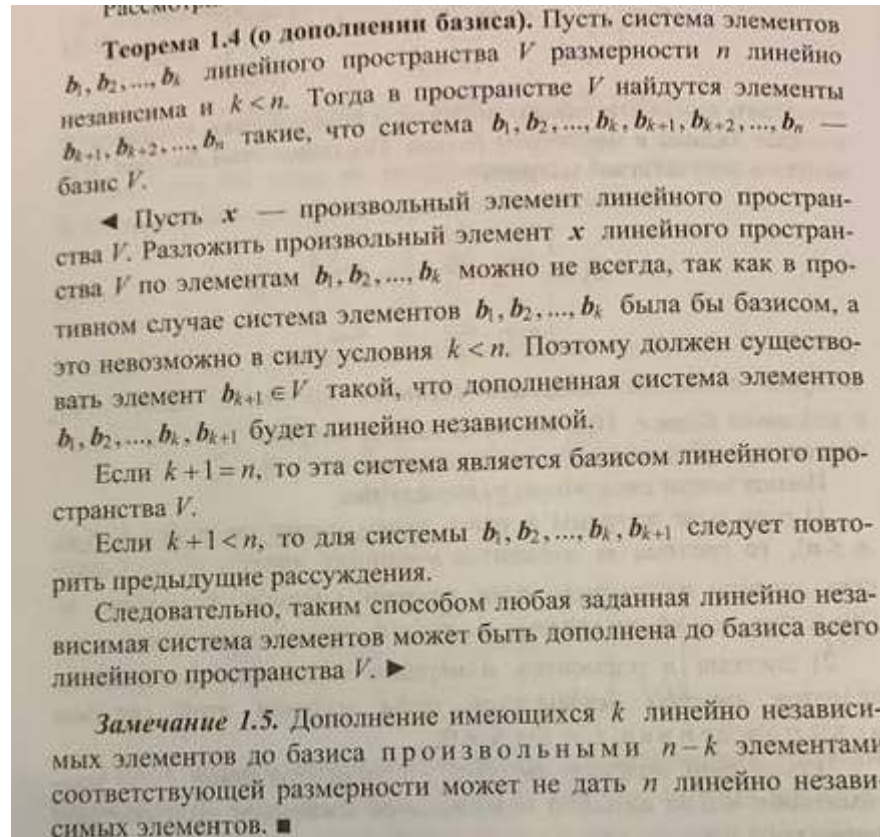 Рассмотри
Теорема 1.4 (о дополнении базиса). Пусть система элементов
b₁, b₂, ..., bₖ линейного пространства V размерности n линейно
независима и k < n. Тогда в пространстве V найдутся элементы
bₖ₊₁, bₖ₊₂, ..., bₙ такие, что система b₁, b₂, ..., bₖ, bₖ₊₁, bₖ₊₂, ..., bₙ —
базис V.
◄ Пусть x — произвольный элемент линейного простран-
ства V. Разложить произвольный элемент x линейного простран-
ства V по элементам b₁, b₂, ..., bₖ можно не всегда, так как в про-
тивном случае система элементов b₁, b₂, ..., bₖ была бы базисом, а
это невозможно в силу условия k < n. Поэтому должен существо-
вать элемент bₖ₊₁ ∈ V такой, что дополненная система элементов
b₁, b₂, ..., bₖ, bₖ₊₁ будет линейно независимой.
Если k + 1 = n, то эта система является базисом линейного про-
странства V.
Если k + 1 < n, то для системы b₁, b₂, ..., bₖ, bₖ₊₁ следует повто-
рить предыдущие рассуждения.
Следовательно, таким способом любая заданная линейно неза-
висимая система элементов может быть дополнена до базиса всего
линейного пространства V. ►
Замечание 1.5. Дополнение имеющихся k линейно независи-
мых элементов до базиса произвольными n – k элементами
соответствующей размерности может не дать n линейно незави-
симых элементов. ■